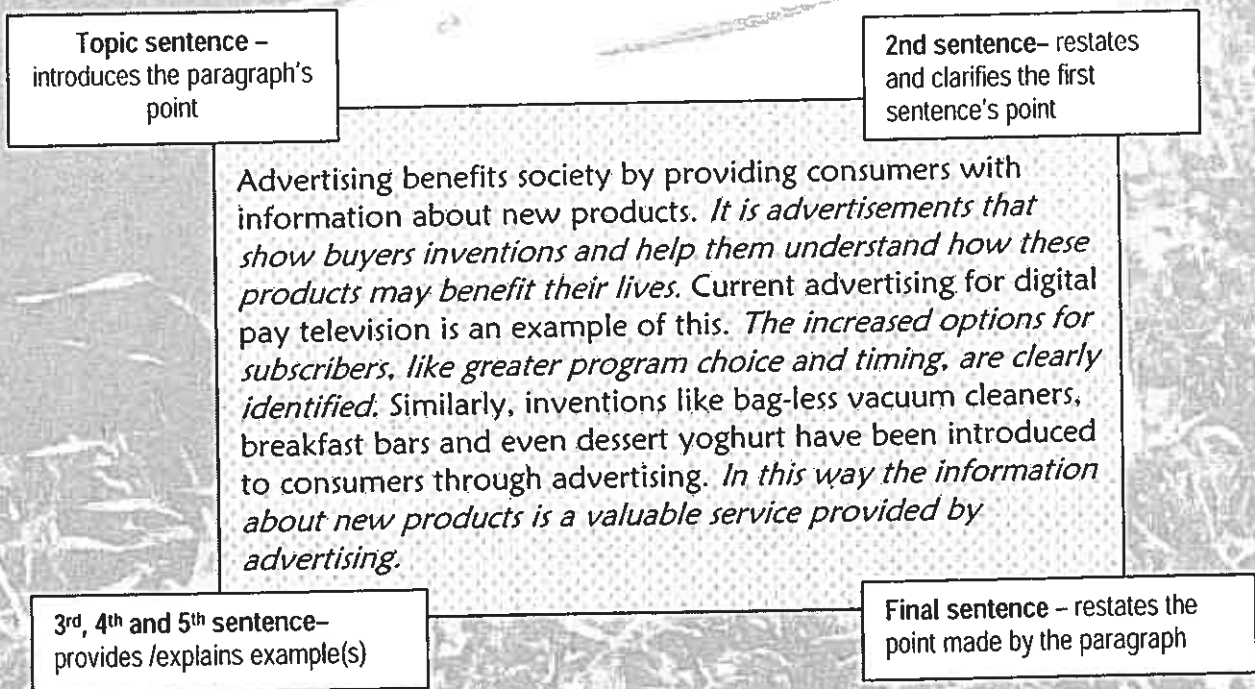 Topic sentence –
introduces the paragraph's
point
2nd sentence– restates
and clarifies the first
sentence's point
Advertising benefits society by providing consumers with
information about new products. It is advertisements that
show buyers inventions and help them understand how these
products may benefit their lives. Current advertising for digital
pay television is an example of this. The increased options for
subscribers, like greater program choice and timing, are clearly
identified. Similarly, inventions like bag-less vacuum cleaners,
breakfast bars and even dessert yoghurt have been introduced
to consumers through advertising. In this way the information
about new products is a valuable service provided by
advertising.
3rd, 4th and 5th sentence–
provides /explains example(s)
Final sentence – restates the
point made by the paragraph